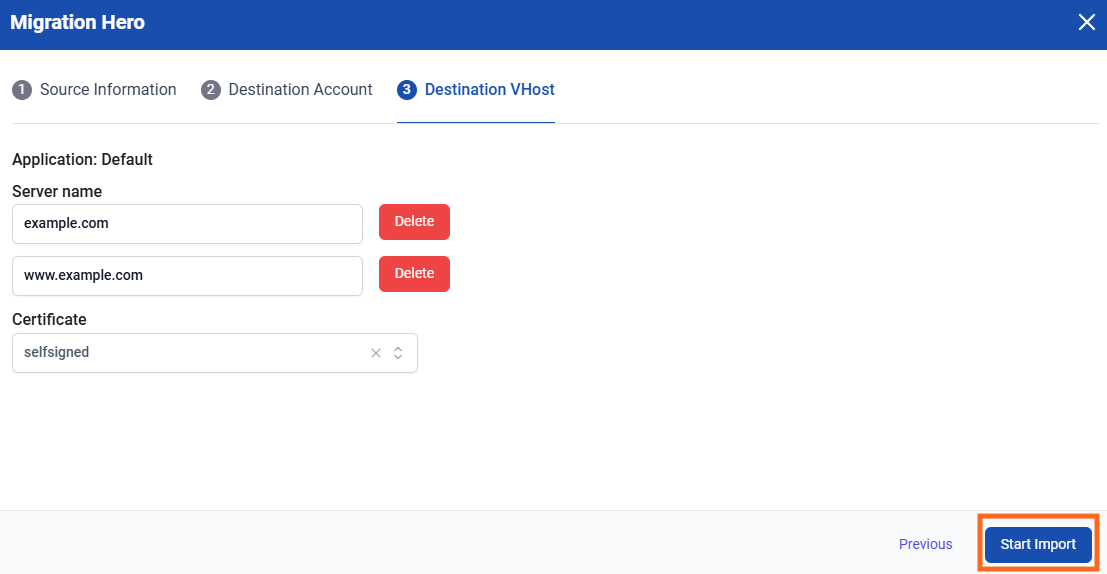 Migration Hero
1 Source Information 2 Destination Account 3 Destination VHost
Application: Default
Server name
example.com Delete
www.example.com Delete
Certificate
selfsigned
Previous Start Import